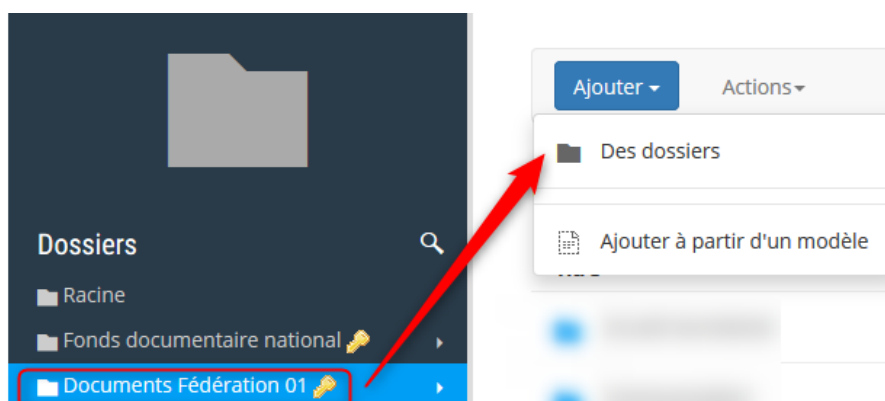 Dossiers
Racine
Fonds documentaire national
Documents Fédération 01
Ajouter
Actions
Des dossiers
Ajouter à partir d'un modèle